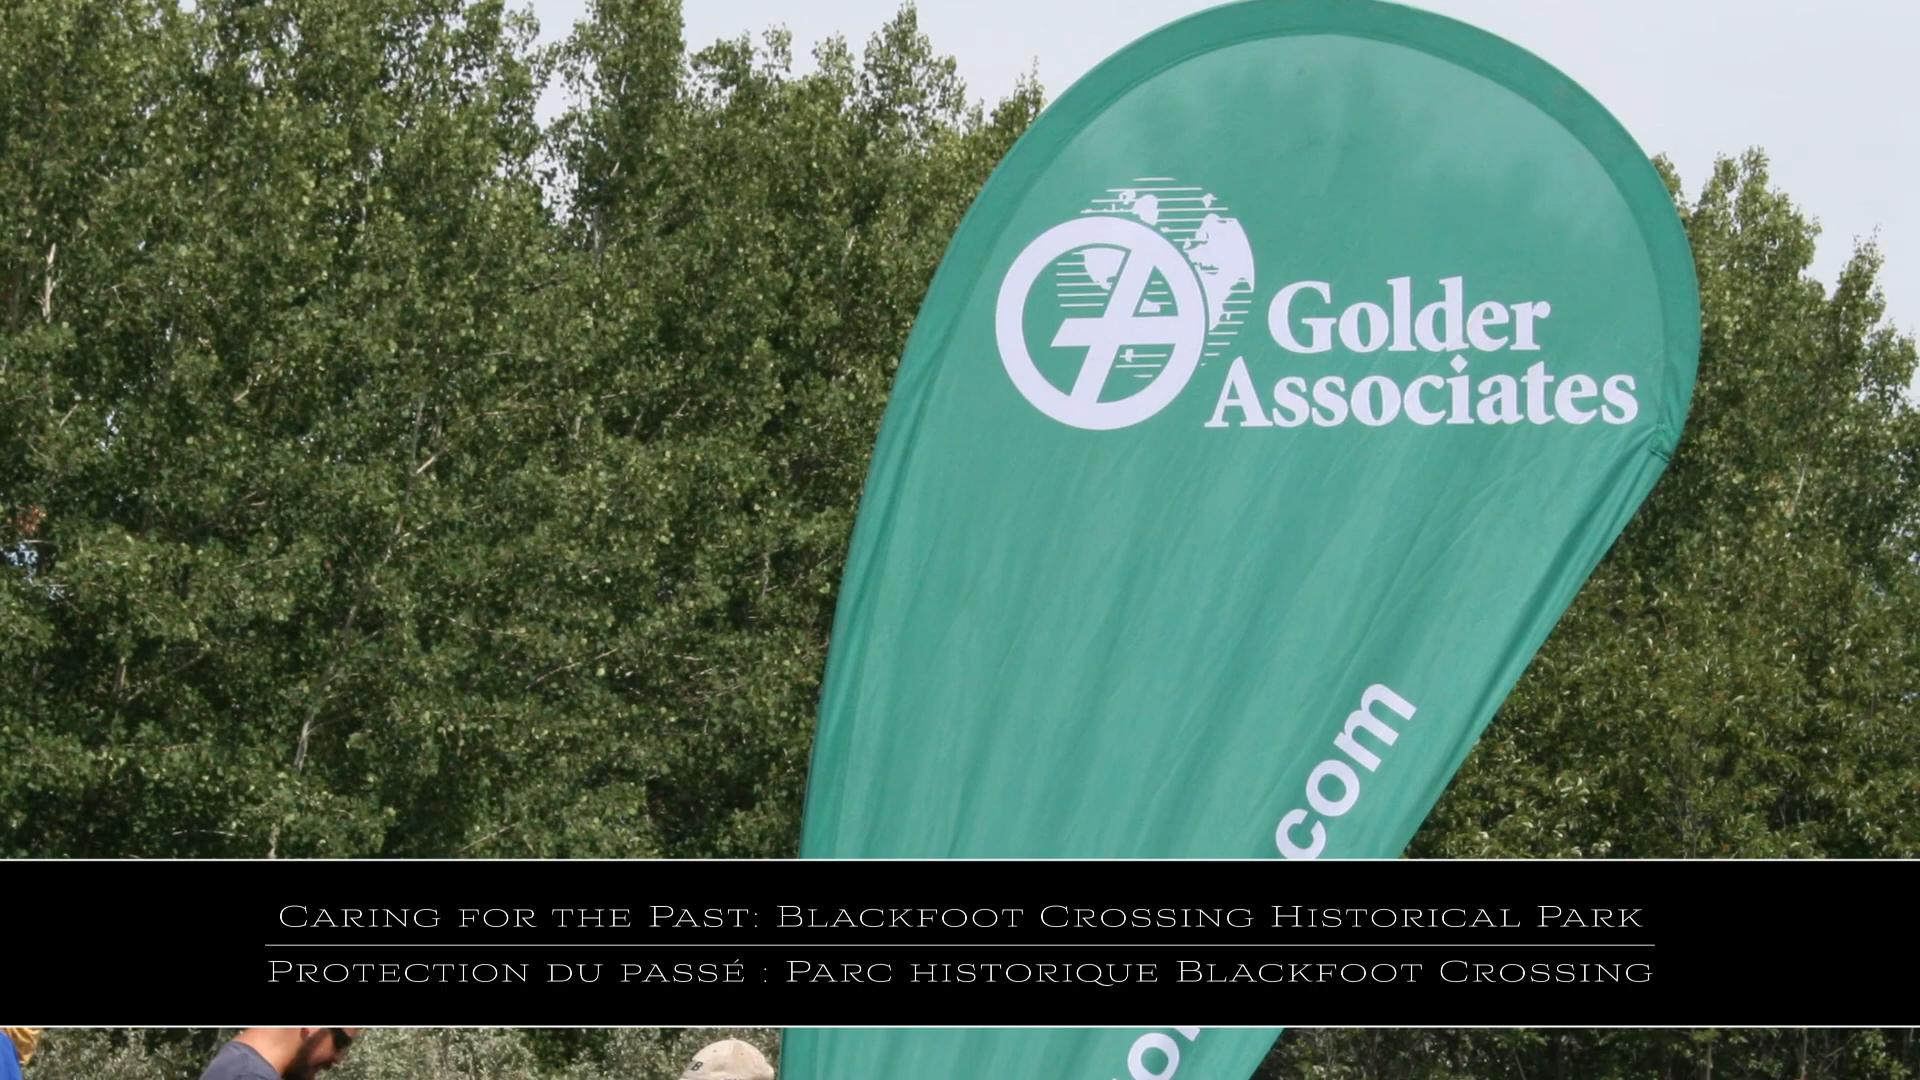 Golder
Associates
com
Caring for the Past: Blackfoot Crossing Historical Park
Protection du passé : Parc historique Blackfoot Crossing